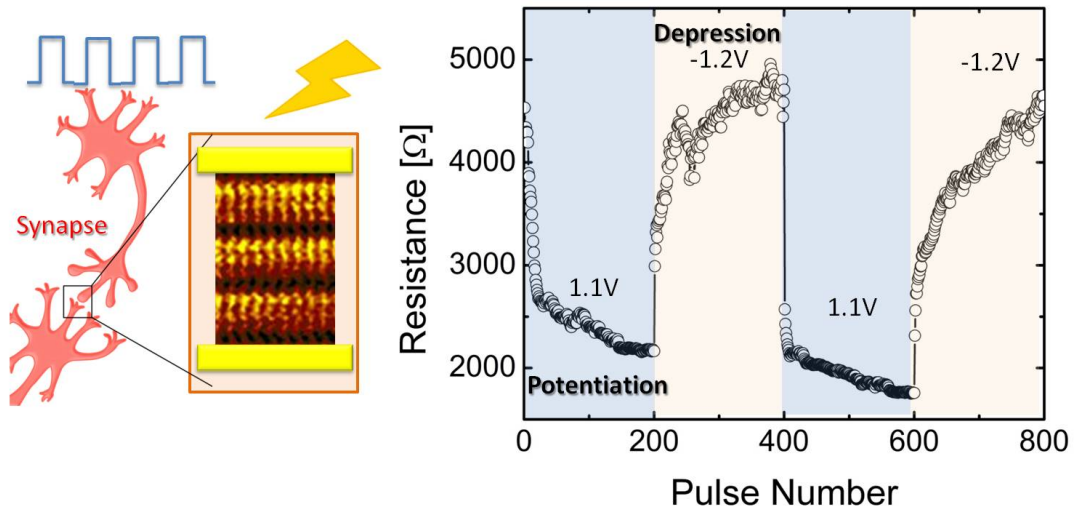 Synapse
Resistance [Ω]
5000
4000
3000
2000
Depression
-1.2V
-1.2V
1.1V
1.1V
Potentiation
0
200
400
600
800
Pulse Number